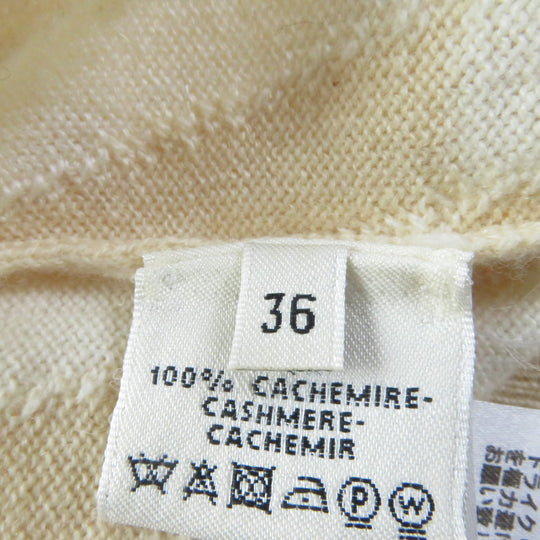 36
100% CACHEMIRE-
CASHMERE-
CACHEMIR
P W